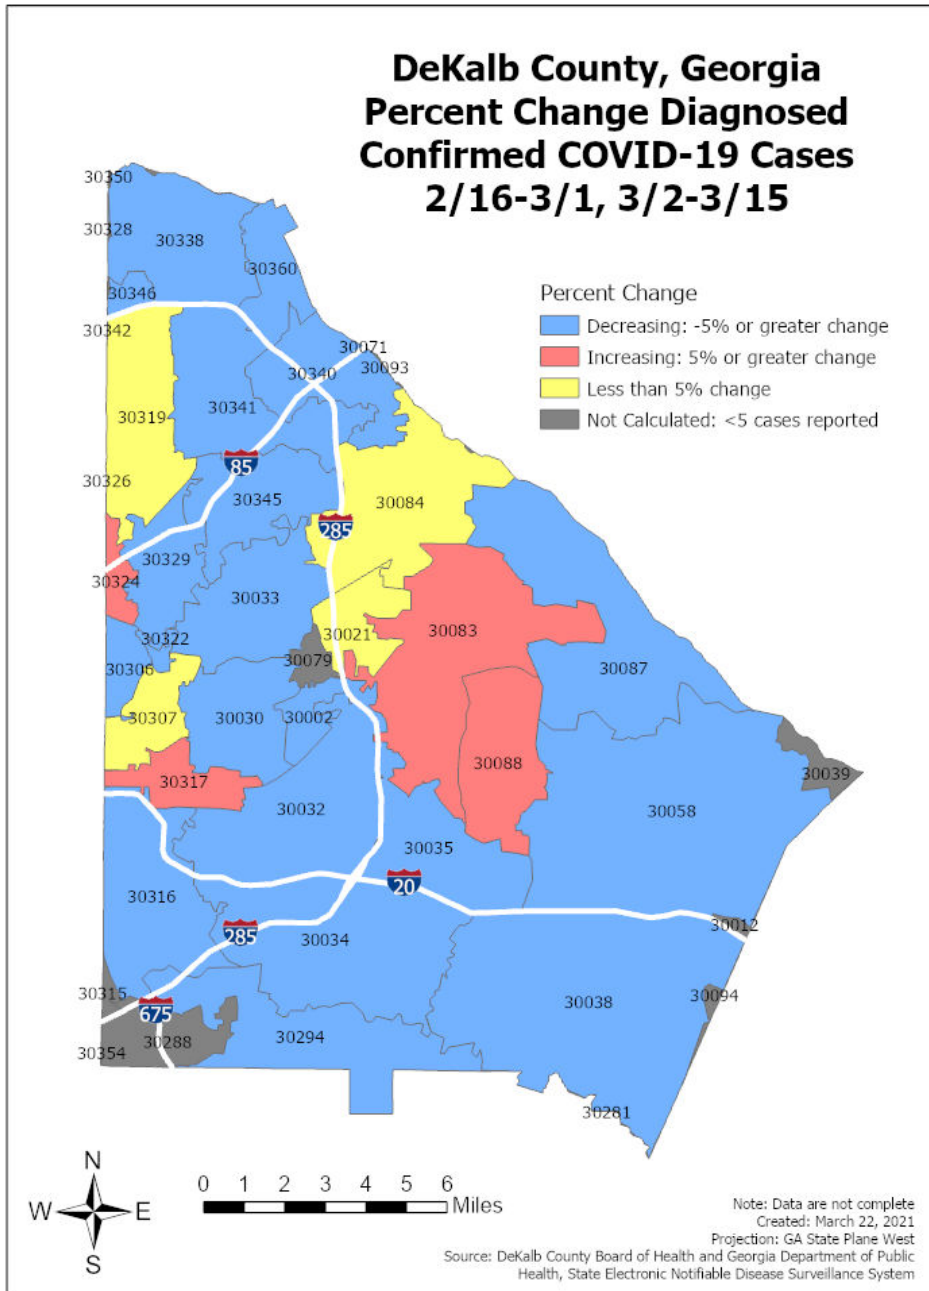 DeKalb County, Georgia
Percent Change Diagnosed
Confirmed COVID-19 Cases
2/16-3/1, 3/2-3/15
30350
30328
30338
30360
30346
30342
Percent Change
Decreasing: -5% or greater change
Increasing: 5% or greater change
Less than 5% change
Not Calculated: <5 cases reported
30071
30340
30093
30319
30341
85
30326
30345
30084
285
30329
30324
30033
30322
30083
30021
30079
30306
30087
30307
30030
30002
30317
30088
30039
30032
30058
30035
20
30316
30012
285
30034
30315
675
30038
30094
30288
30294
30354
30281
N
W
E
S
0 1 2 3 4 5 6
Miles
Note: Data are not complete
Created: March 22, 2021
Projection: GA State Plane West
Source: DeKalb County Board of Health and Georgia Department of Public
Health, State Electronic Notifiable Disease Surveillance System